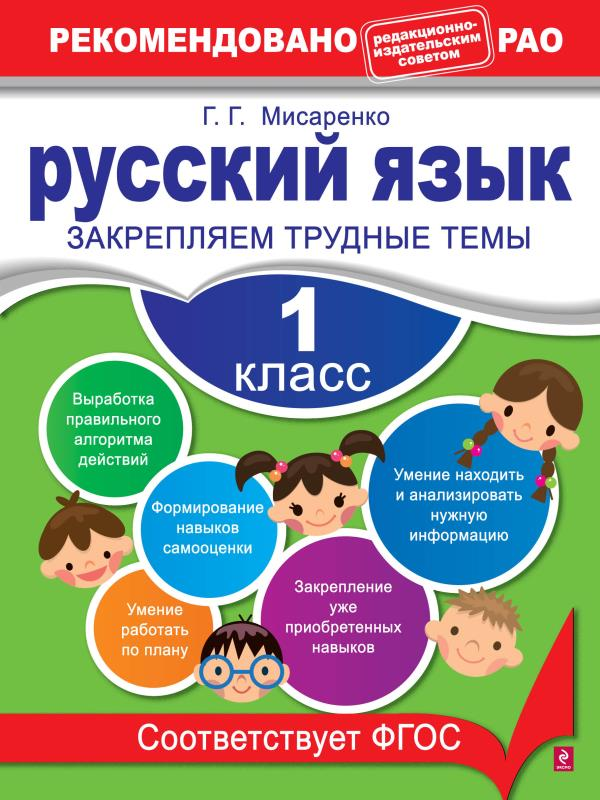 РЕКОМЕНДОВАНО редакционно-издательским советом РАО
Г. Г. Мисаренко
русский язык
ЗАКРЕПЛЯЕМ ТРУДНЫЕ ТЕМЫ
1
класс
Выработка
правильного
алгоритма
действий
Формирование
навыков
самооценки
Умение находить
и анализировать
нужную
информацию
Умение
работать
по плану
Закрепление
уже
приобретенных
навыков
Соответствует ФГОС
ЭКСМО